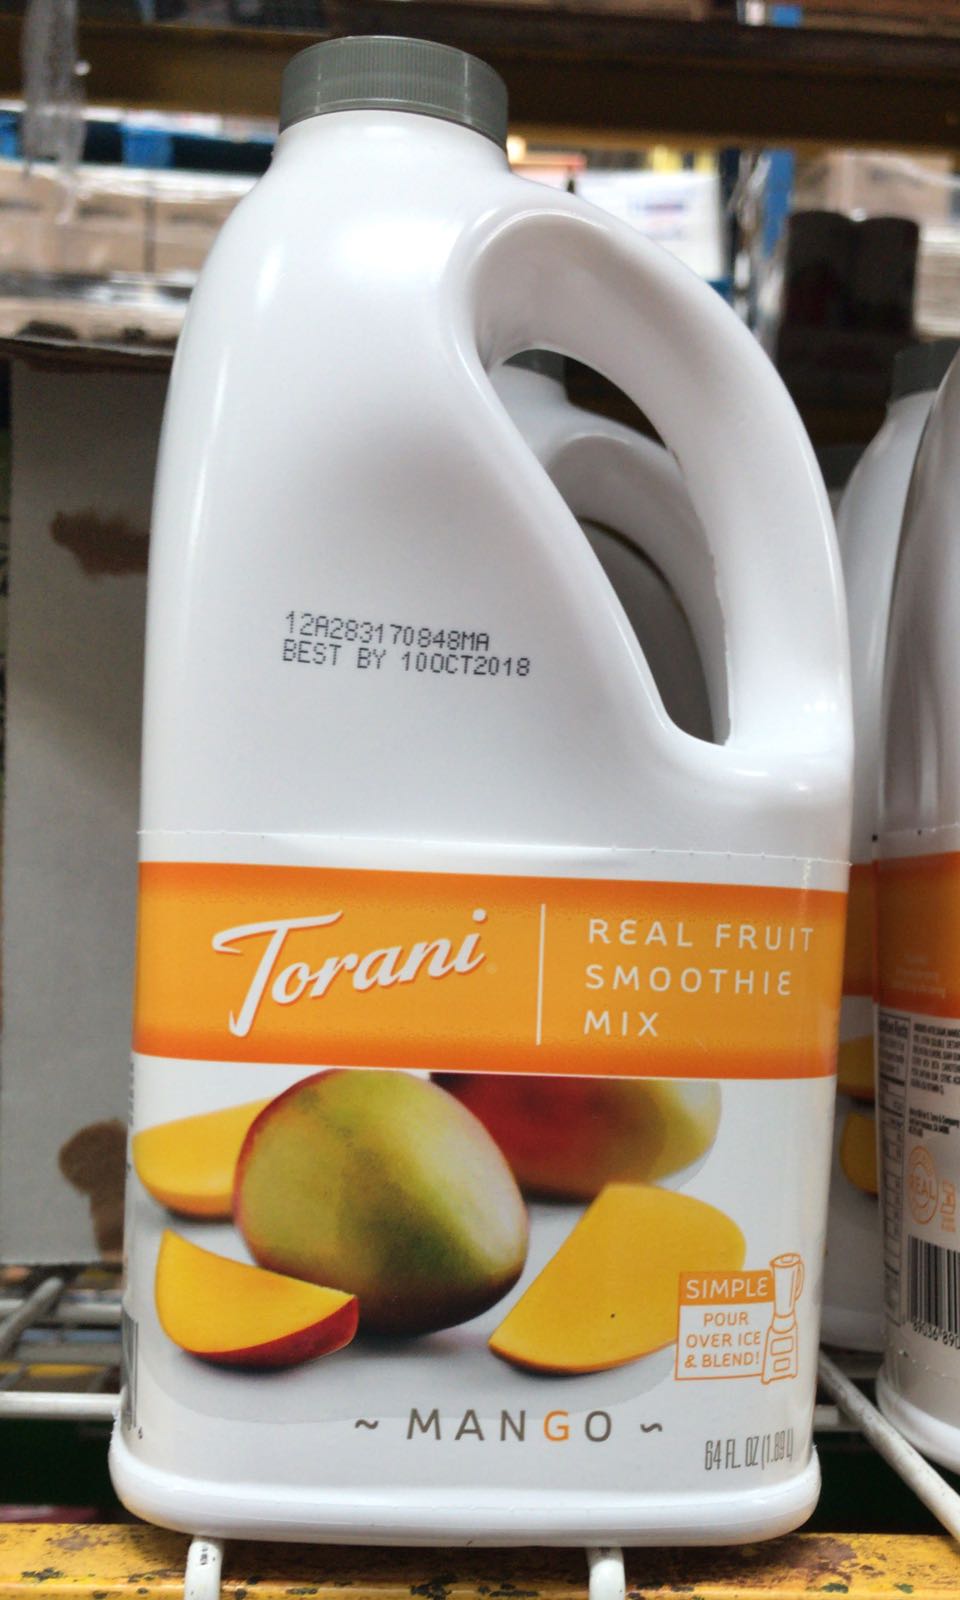 12A283170848MA
BEST BY 10OCT2018
Torani
REAL FRUIT
SMOOTHIE
MIX
SIMPLE
POUR
OVER ICE
& BLEND!
~ MANGO ~
64 FL. OZ (1.89 L)
REAL